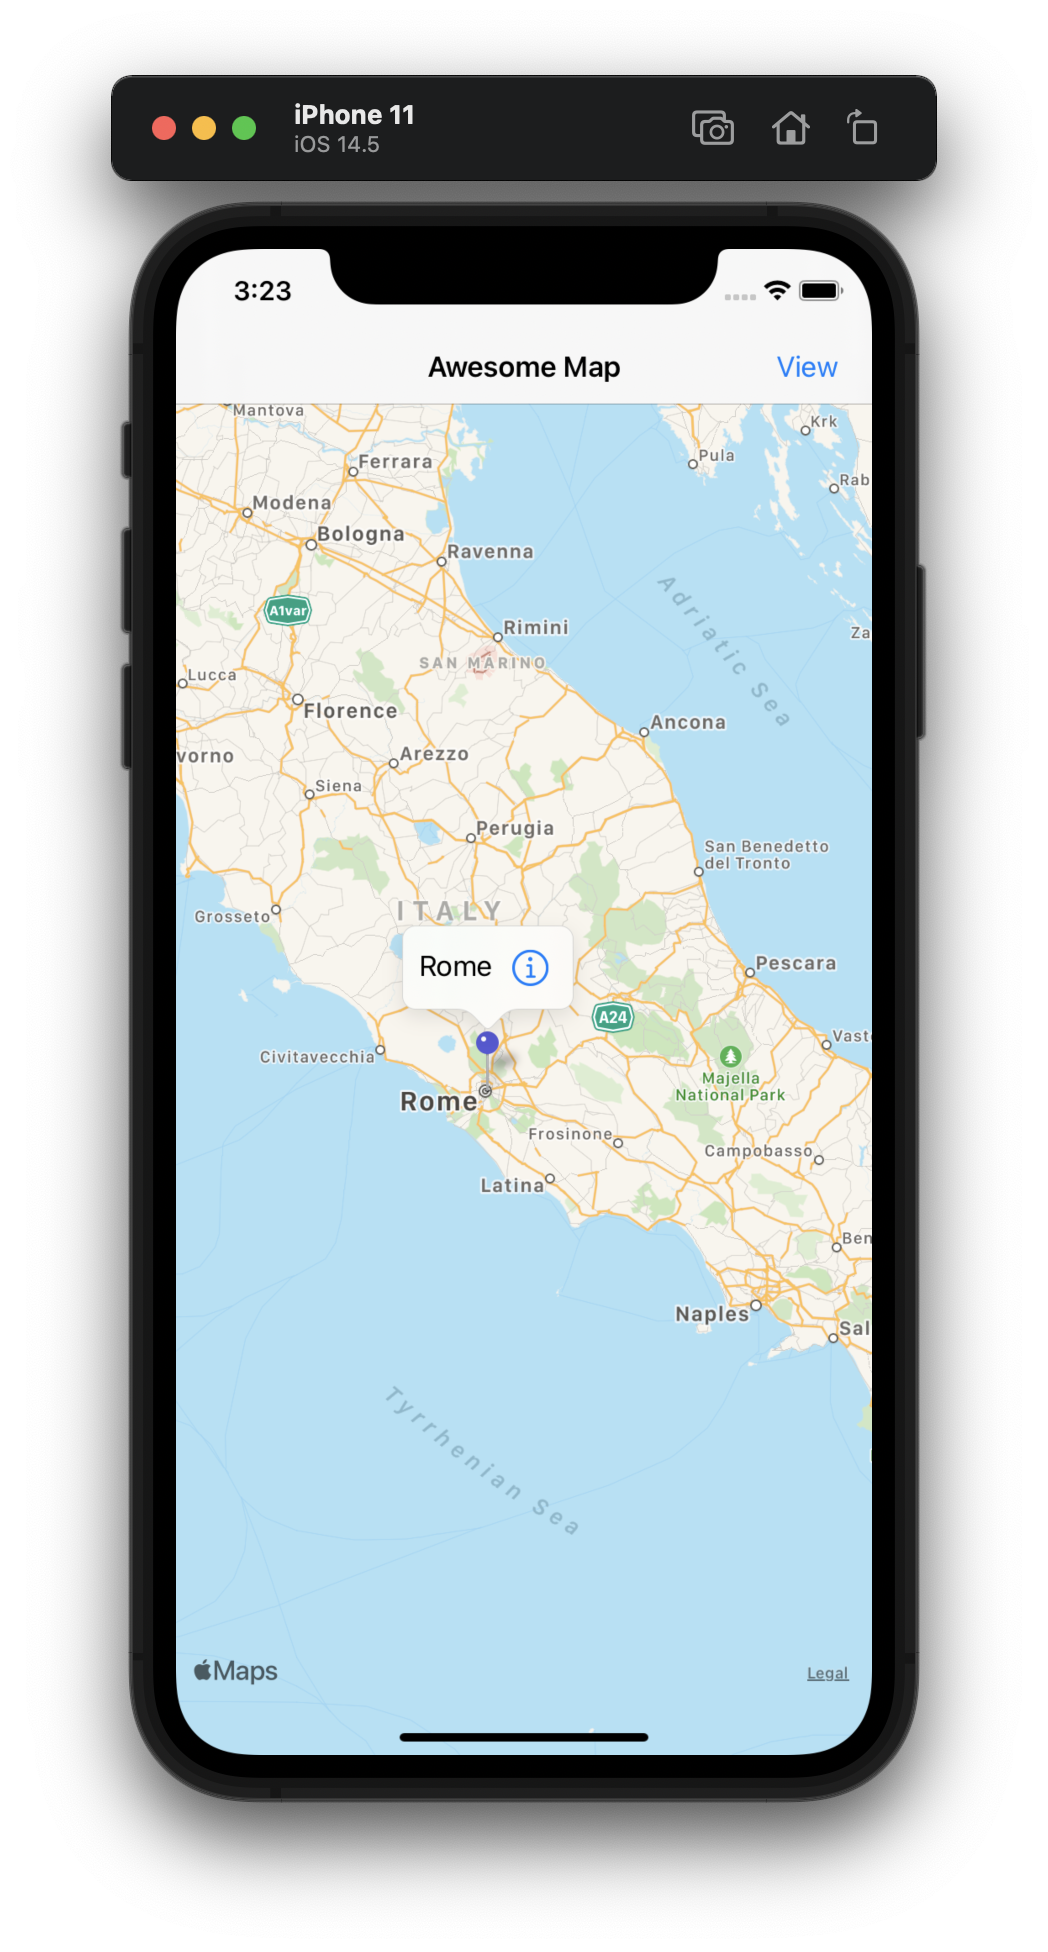 iPhone 11
iOS 14.5
3:23
Awesome Map
View
Mantova
Krk
Ferrara
Pula
Rab
Modena
Bologna
Ravenna
A1var
Adriatic Sea
Rimini
Za
SAN MARINO
Lucca
Florence
Ancona
vorno
Arezzo
Siena
Perugia
San Benedetto
del Tronto
ITALY
Grosseto
Rome
Pescara
A24
Vast
Civitavecchia
Majella
National Park
Rome
Frosinone
Campobasso
Latina
Ben
Naples
Sal
Tyrrhenian Sea
Maps
Legal